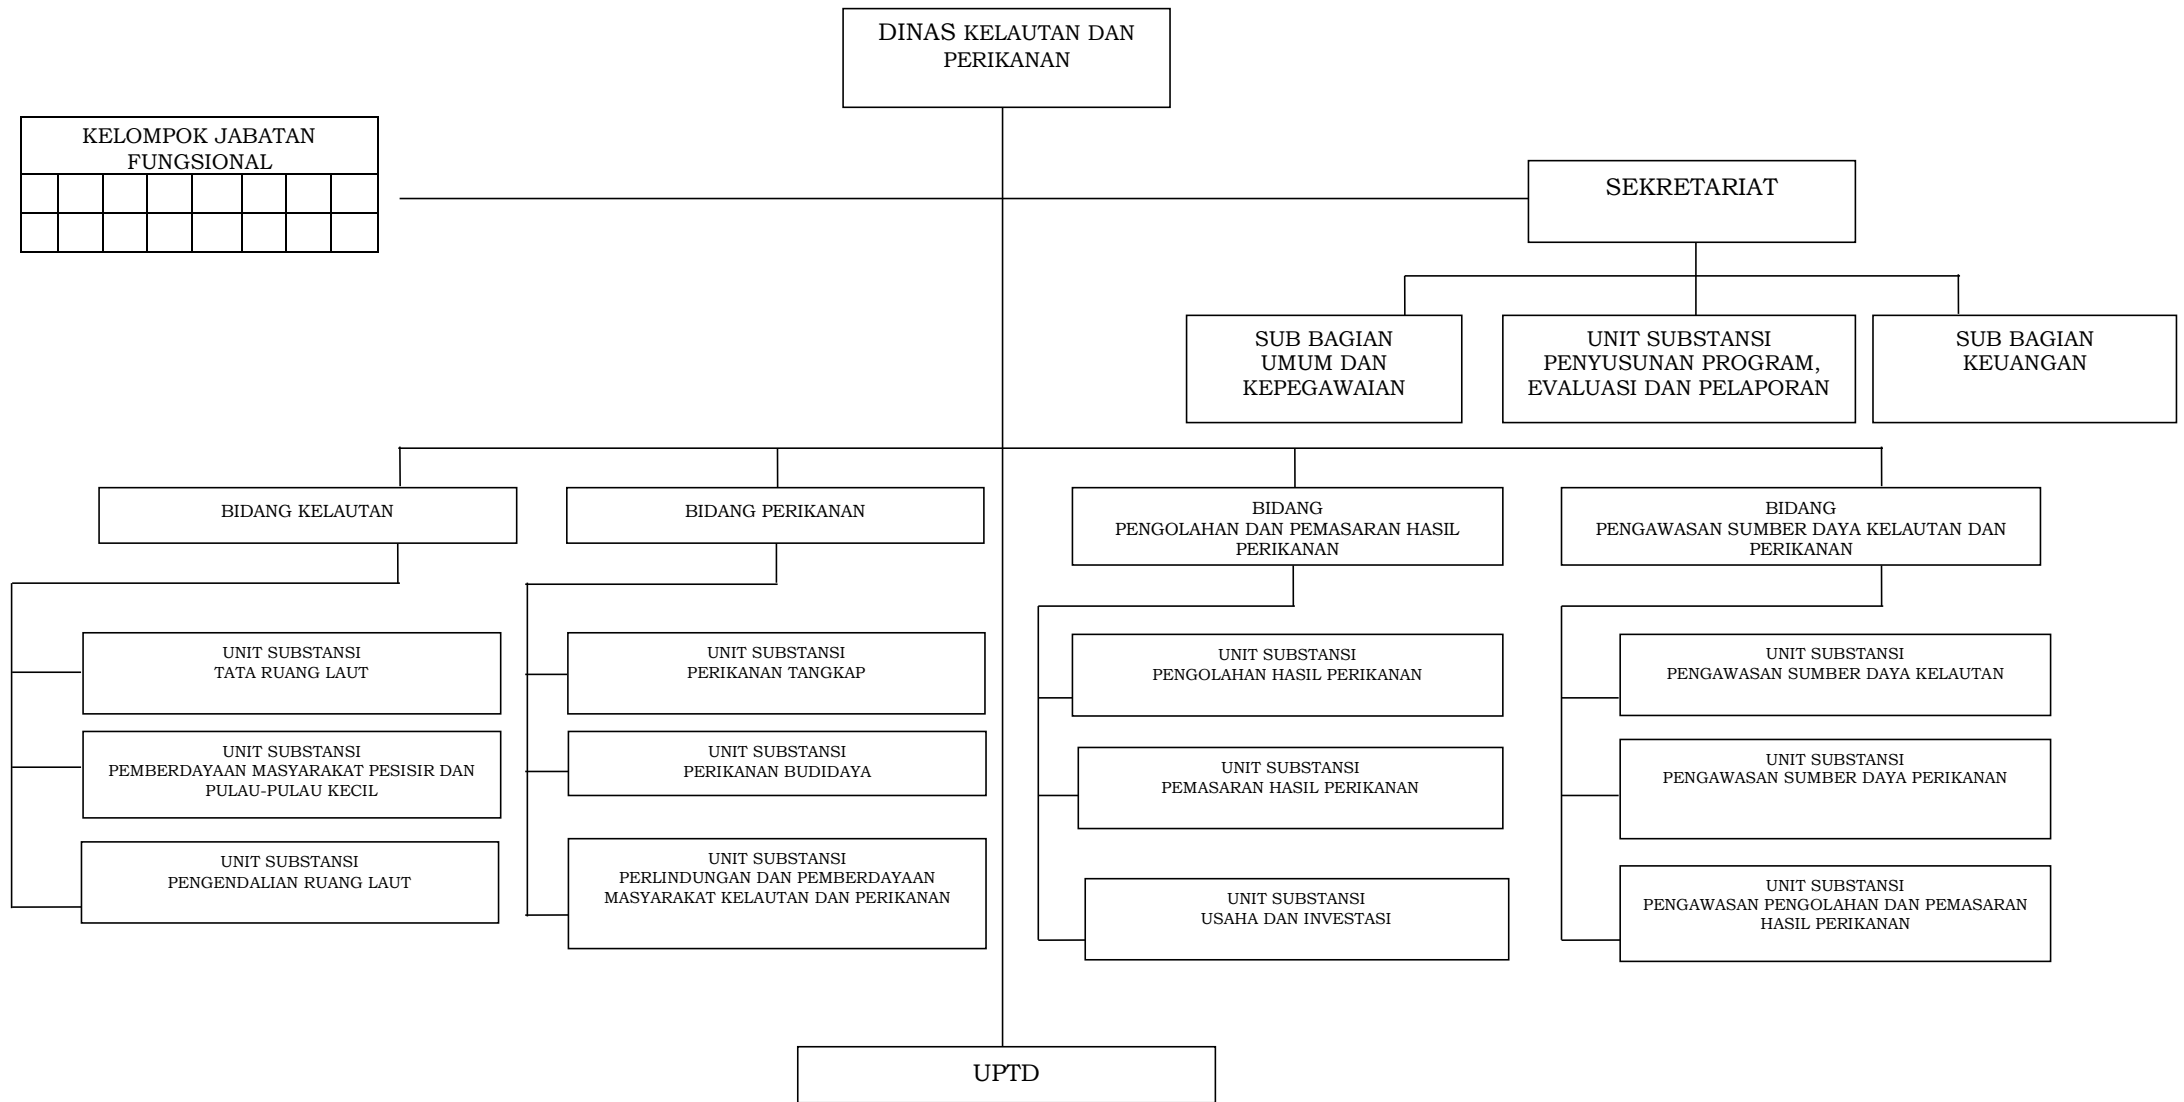 DINAS KELAUTAN DAN
PERIKANAN
KELOMPOK JABATAN
FUNGSIONAL
SEKRETARIAT
SUB BAGIAN
UMUM DAN
KEPEGAWAIAN
UNIT SUBSTANSI
PENYUSUNAN PROGRAM,
EVALUASI DAN PELAPORAN
SUB BAGIAN
KEUANGAN
BIDANG KELAUTAN
BIDANG PERIKANAN
BIDANG
PENGOLAHAN DAN PEMASARAN HASIL
PERIKANAN
BIDANG
PENGAWASAN SUMBER DAYA KELAUTAN DAN
PERIKANAN
UNIT SUBSTANSI
TATA RUANG LAUT
UNIT SUBSTANSI
PERIKANAN TANGKAP
UNIT SUBSTANSI
PENGOLAHAN HASIL PERIKANAN
UNIT SUBSTANSI
PENGAWASAN SUMBER DAYA KELAUTAN
UNIT SUBSTANSI
PEMBERDAYAAN MASYARAKAT PESISIR DAN
PULAU-PULAU KECIL
UNIT SUBSTANSI
PERIKANAN BUDIDAYA
UNIT SUBSTANSI
PEMASARAN HASIL PERIKANAN
UNIT SUBSTANSI
PENGAWASAN SUMBER DAYA PERIKANAN
UNIT SUBSTANSI
PENGENDALIAN RUANG LAUT
UNIT SUBSTANSI
PERLINDUNGAN DAN PEMBERDAYAAN
MASYARAKAT KELAUTAN DAN PERIKANAN
UNIT SUBSTANSI
USAHA DAN INVESTASI
UNIT SUBSTANSI
PENGAWASAN PENGOLAHAN DAN PEMASARAN
HASIL PERIKANAN
UPTD